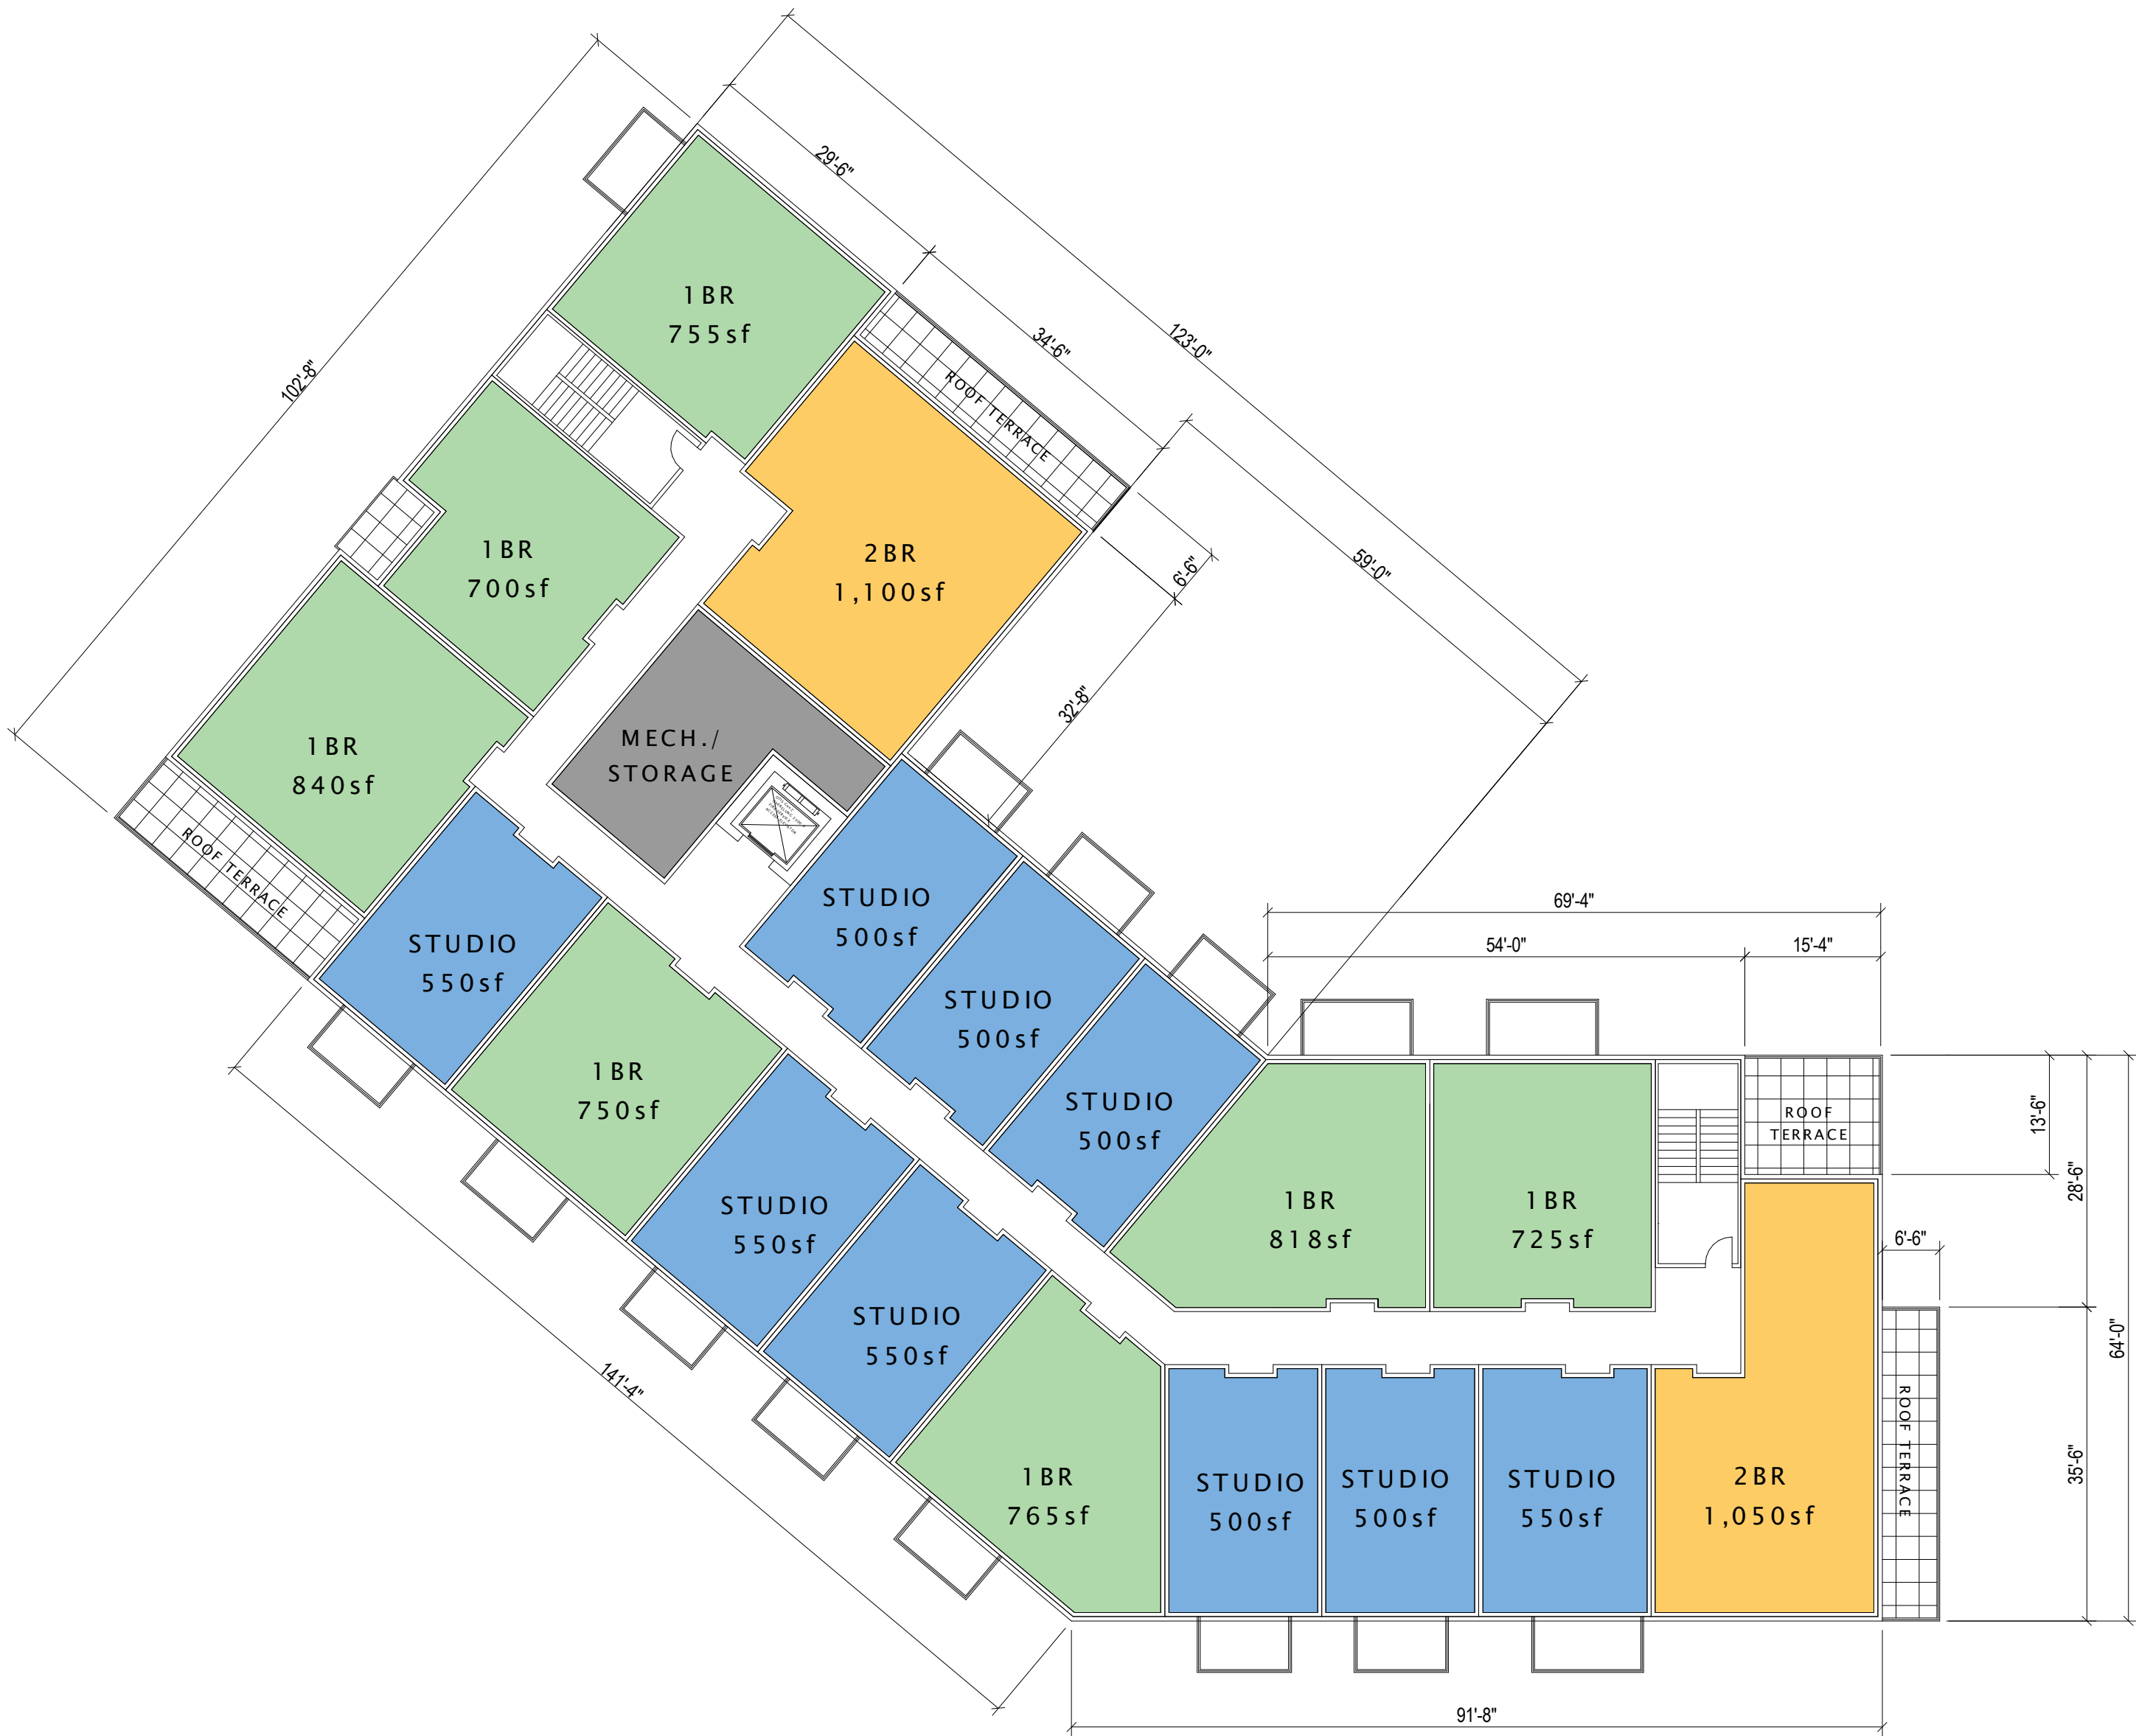 29'-6"
34'-6"
123'-0"
102'-8"
1BR
755sf
ROOF TERRACE
1BR
700sf
2BR
1,100sf
6'-6"
59'-0"
32'-8"
1BR
840sf
MECH./
STORAGE
ROOF TERRACE
STUDIO
550sf
STUDIO
500sf
STUDIO
500sf
STUDIO
500sf
1BR
750sf
STUDIO
550sf
STUDIO
550sf
69'-4"
54'-0"
15'-4"
ROOF
TERRACE
13'-6"
28'-6"
64'-0"
6'-6"
35'-6"
1BR
818sf
1BR
725sf
141'-4"
1BR
765sf
STUDIO
500sf
STUDIO
500sf
STUDIO
550sf
2BR
1,050sf
ROOF TERRACE
91'-8"